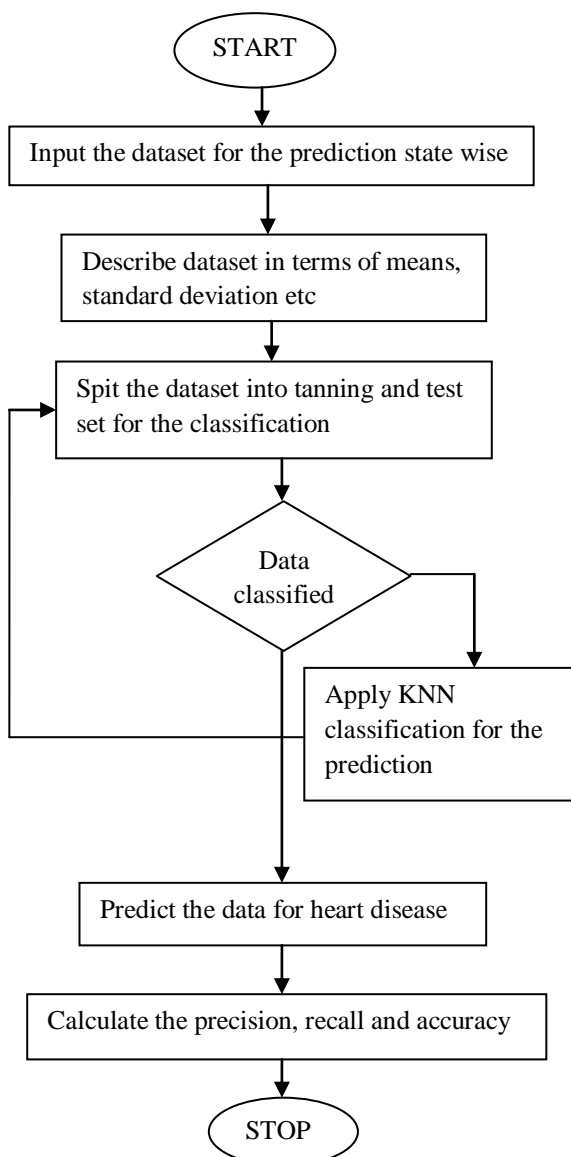 START
Input the dataset for the prediction state wise
Describe dataset in terms of means,
standard deviation etc
Spit the dataset into tanning and test
set for the classification
Data
classified
Apply KNN
classification for the
prediction
Predict the data for heart disease
Calculate the precision, recall and accuracy
STOP